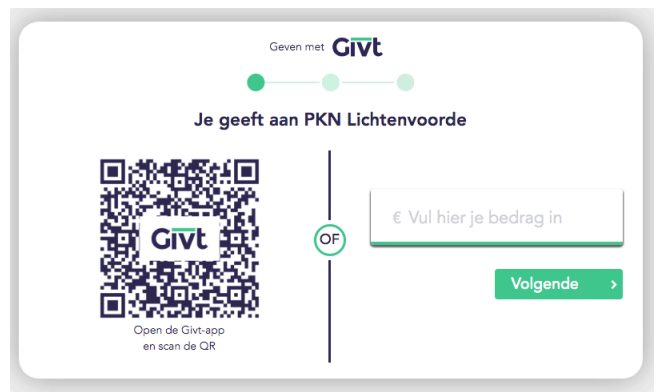 Geven met Givt
Je geeft aan PKN Lichtenvoorde
Givt
Open de Givt-app
en scan de QR
OF
€ Vul hier je bedrag in
Volgende